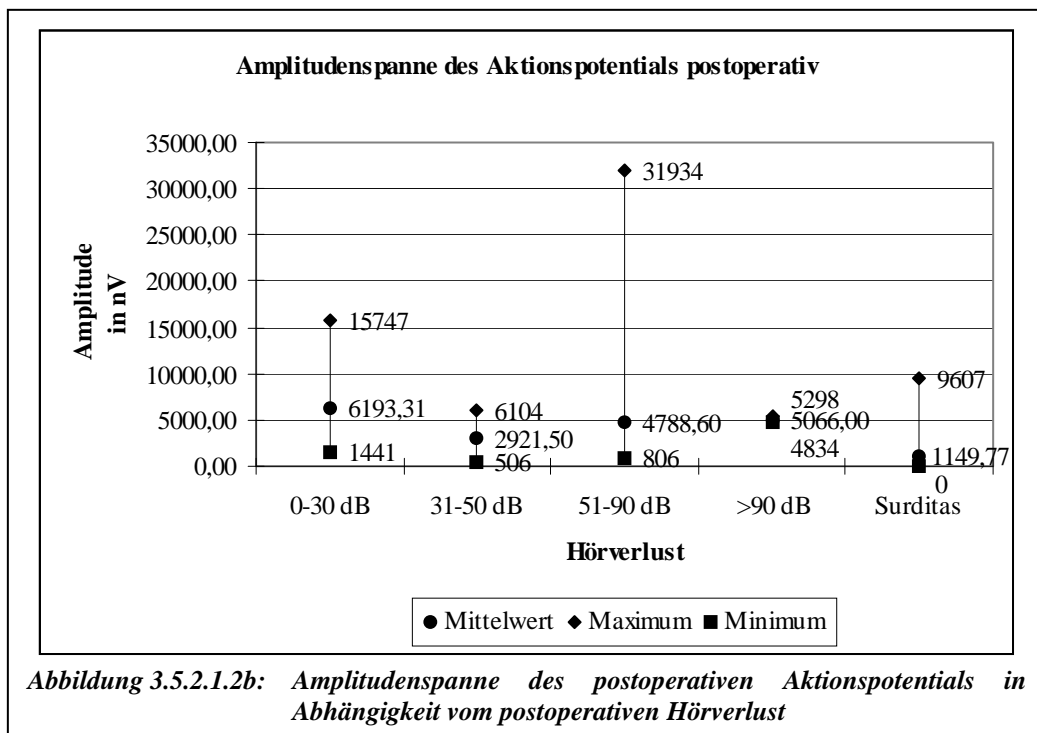 Amplitudenspanne des Aktionspotentials postoperativ
35000,00
30000,00
25000,00
20000,00
15000,00
10000,00
5000,00
0,00
Amplitude
in nV
15747
6193,31
1441
6104
2921,50
506
31934
4788,60
806
5298
5066,00
4834
9607
1149,77
0
0-30 dB 31-50 dB 51-90 dB >90 dB Surditas
Hörverlust
Mittelwert Maximum Minimum
Abbildung 3.5.2.1.2b: Amplitudenspanne des postoperativen Aktionspotentials in
Abhängigkeit vom postoperativen Hörverlust